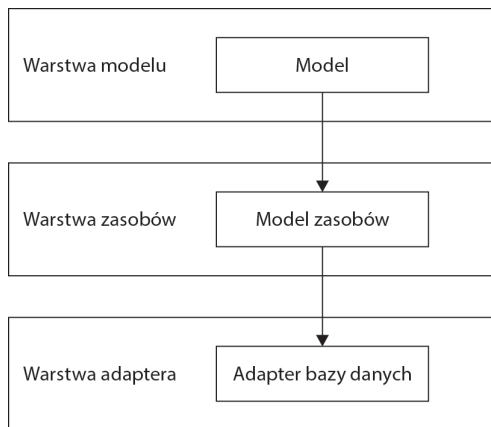 Warstwa modelu
Model
Warstwa zasobów
Model zasobów
Warstwa adaptera
Adapter bazy danych